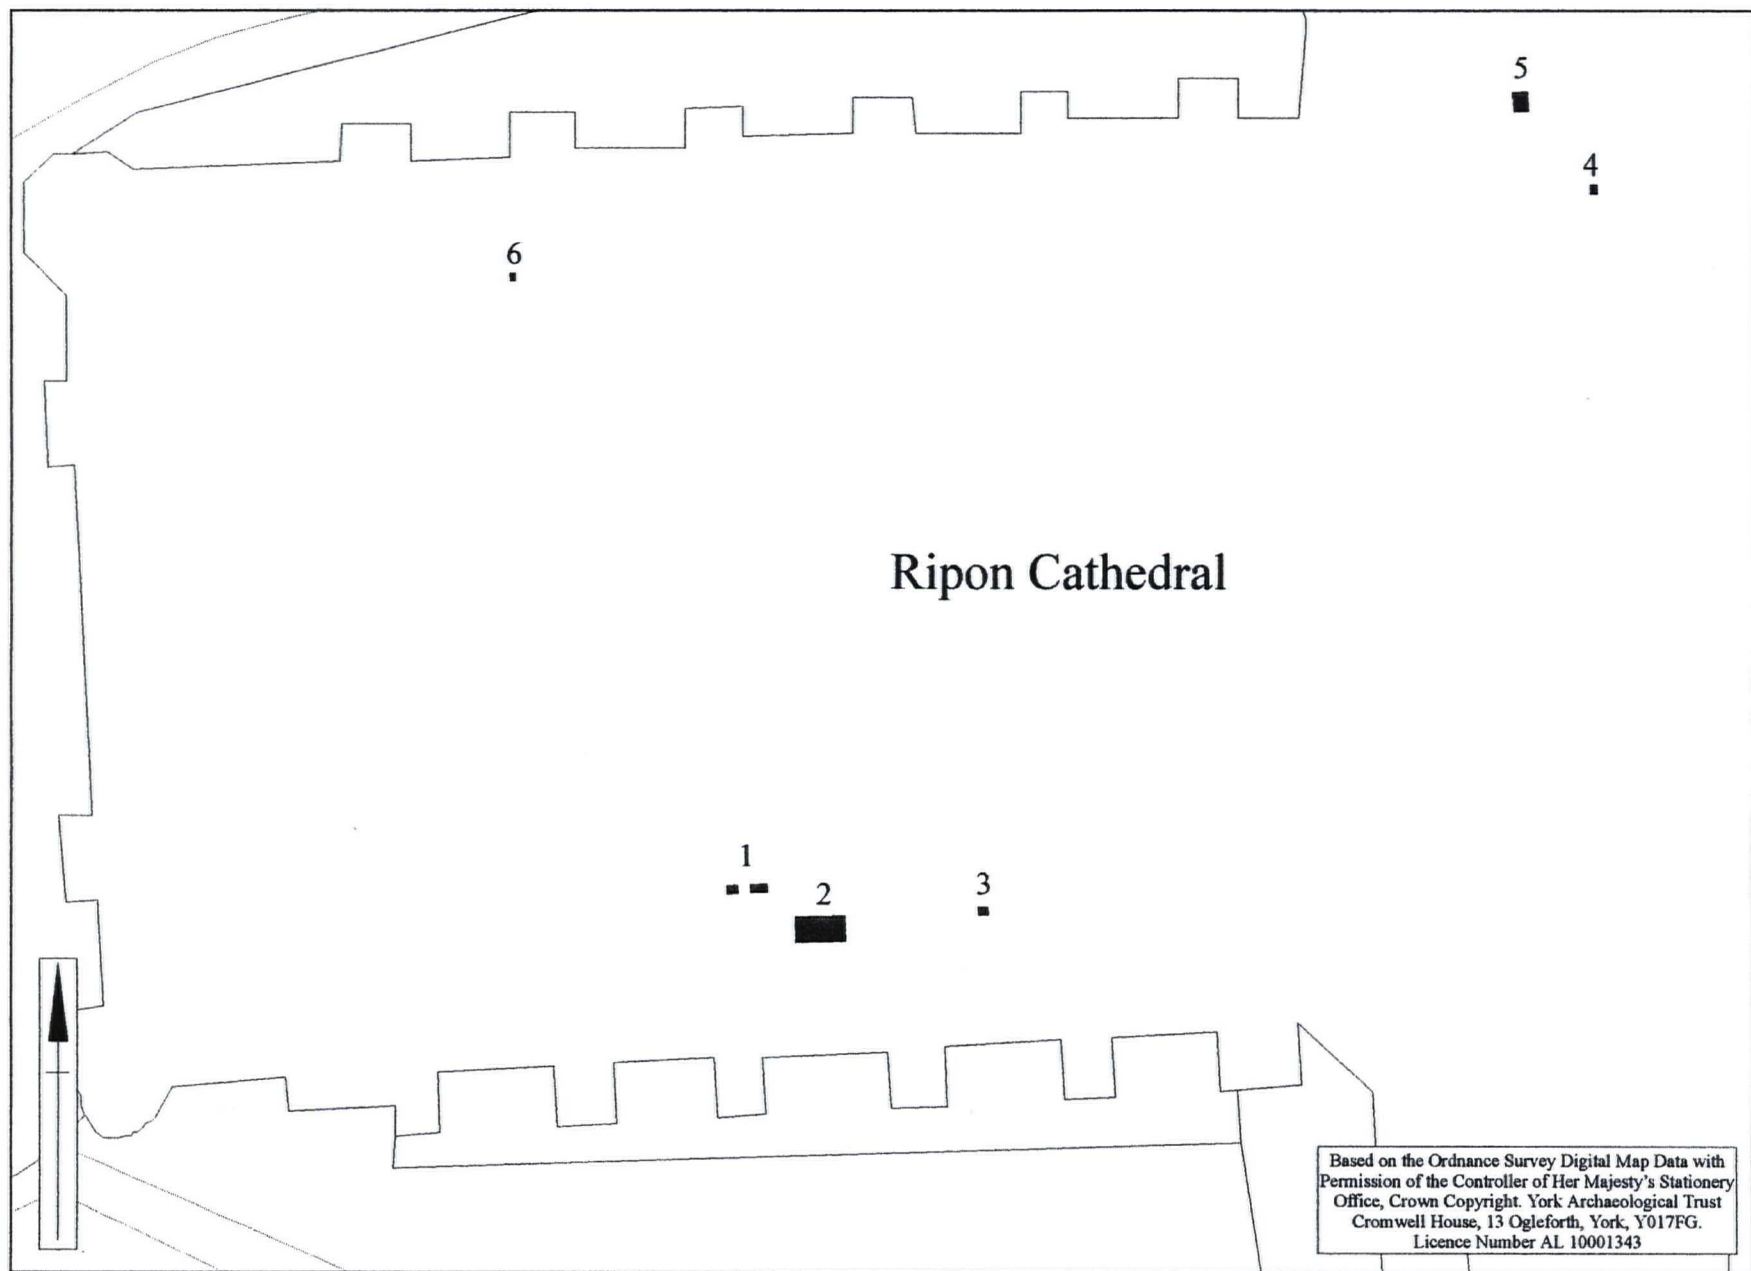 5
4
6
Ripon Cathedral
1
2
3
Based on the Ordnance Survey Digital Map Data with
Permission of the Controller of Her Majesty's Stationery
Office, Crown Copyright. York Archaeological Trust
Cromwell House, 13 Ogleforth, York, Y017FG.
Licence Number AL 10001343